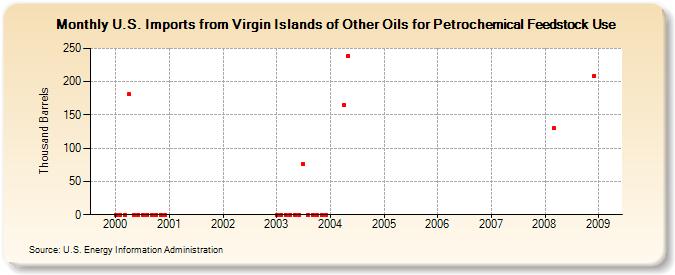 Monthly U.S. Imports from Virgin Islands of Other Oils for Petrochemical Feedstock Use
Thousand Barrels
250
200
150
100
50
0
2000 2001 2002 2003 2004 2005 2006 2007 2008 2009
Source: U.S. Energy Information Administration